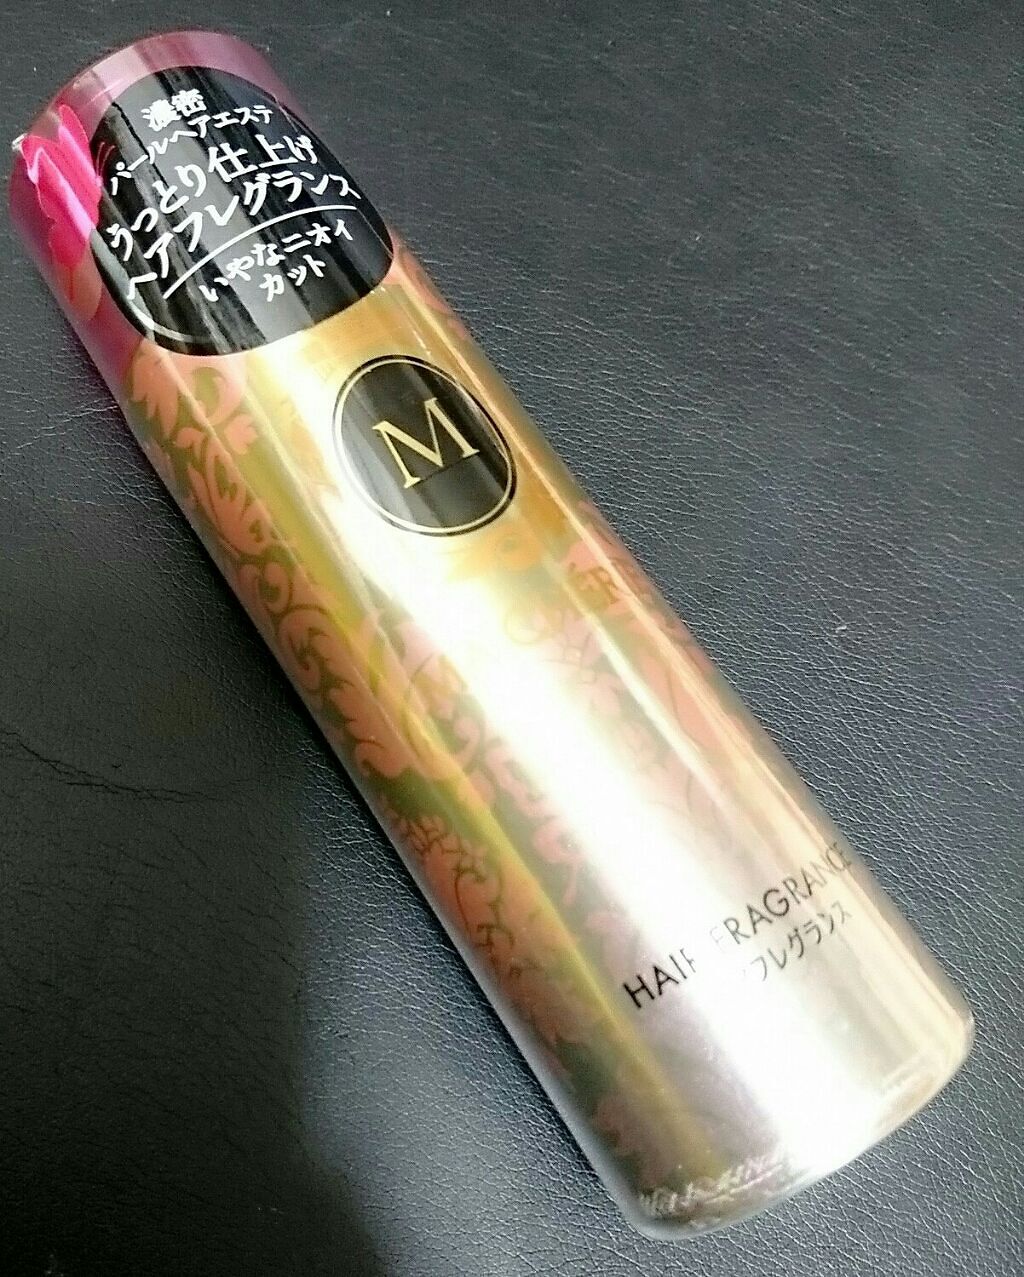 濃密
パールヘアエステ
うっとり仕上げ
ヘアフレグランス
いやなニオイ
カット
M
HAIR FRAGRANCE
フレグランス